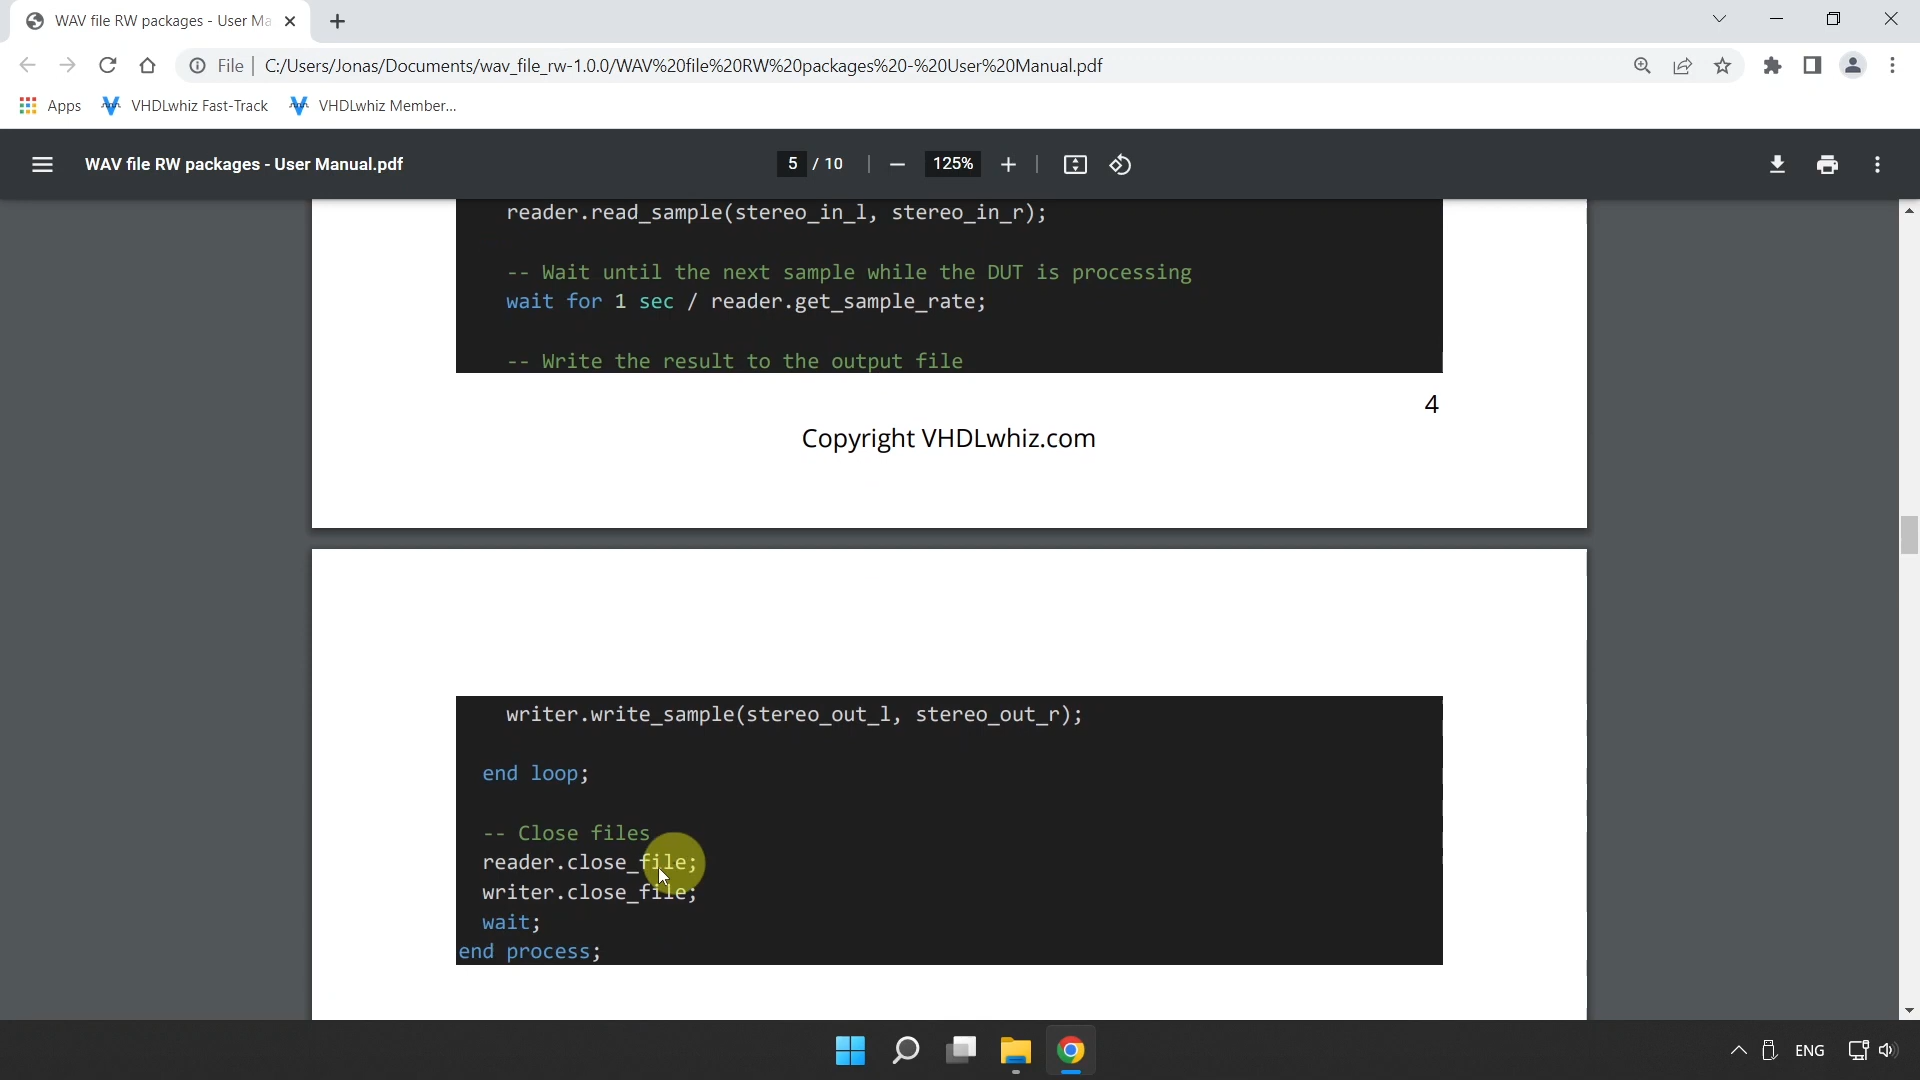 WAV file RW packages - User Ma
File
C:/Users/Jonas/Documents/wav_file_rw-1.0.0/WAV%20file%20RW%20packages%20-%20User%20Manual.pdf
Apps
VHDLwhiz Fast-Track
VHDLwhiz Member...
WAV file RW packages - User Manual.pdf
5 / 10
125%
reader.read_sample(stereo_in_l, stereo_in_r);
-- Wait until the next sample while the DUT is processing
wait for 1 sec / reader.get_sample_rate;
-- Write the result to the output file
4
Copyright VHDLwhiz.com
writer.write_sample(stereo_out_l, stereo_out_r);
end loop;
-- Close files
reader.close_file;
writer.close_file;
wait;
end process;
ENG